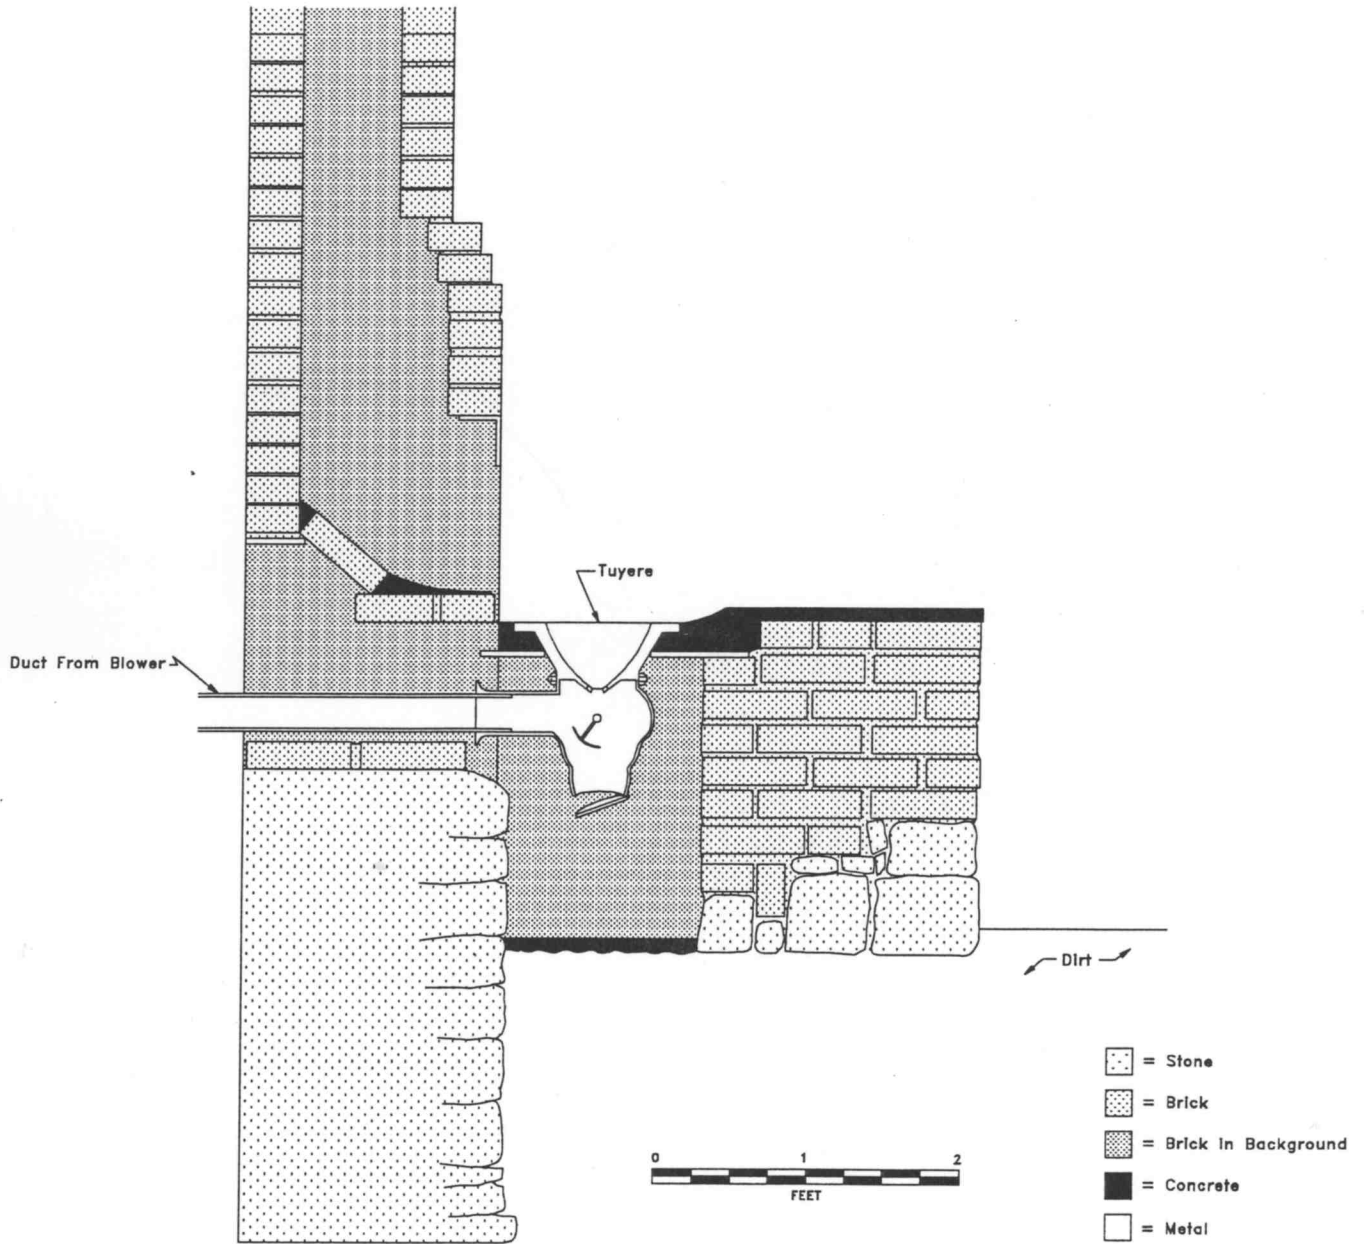 Tuyere
Duct From Blower
Dirt
= Stone
= Brick
= Brick in Background
= Concrete
= Metal
0 1 2
FEET